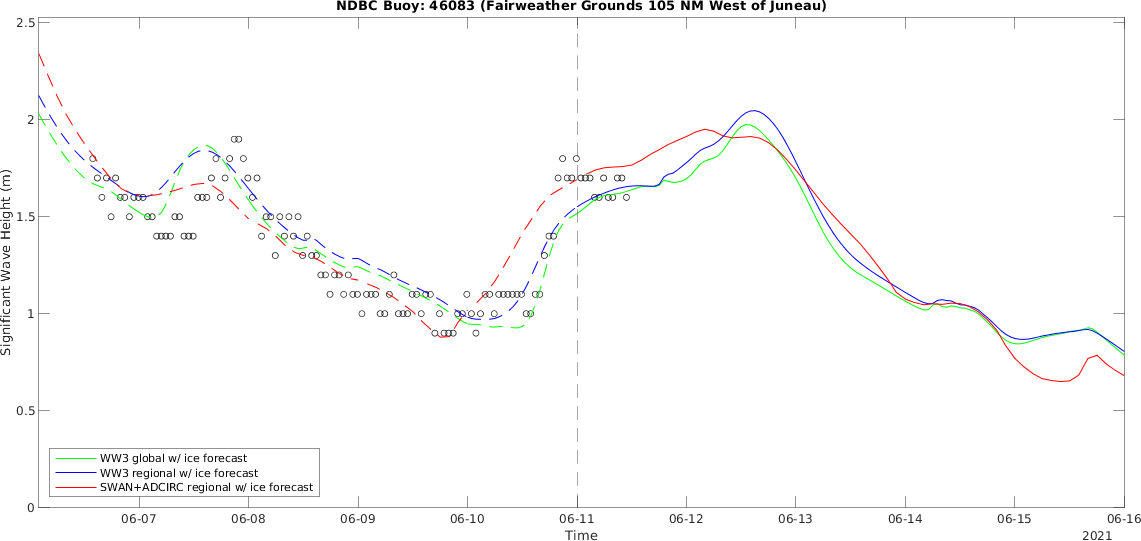 NDBC Buoy: 46083 (Fairweather Grounds 105 NM West of Juneau)
2.5
2
1.5
1
0.5
0
Significant Wave Height (m)
WW3 global w/ ice forecast
WW3 regional w/ ice forecast
SWAN+ADCIRC regional w/ ice forecast
06-07 06-08 06-09 06-10 06-11 06-12 06-13 06-14 06-15 06-16
Time
2021